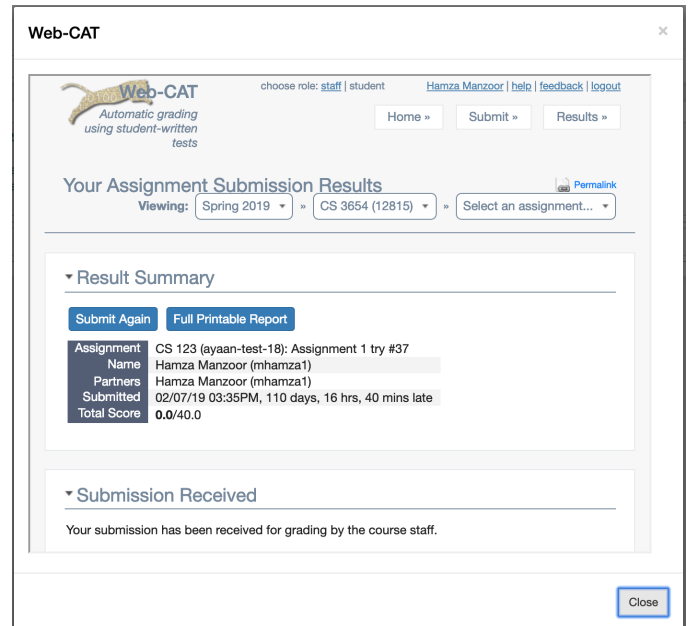 Web-CAT ×
Web-CAT
Automatic grading
using student-written
tests
choose role: staff | student Hamza Manzoor | help | feedback | logout
Home » Submit » Results »
Your Assignment Submission Results
Permalink
Viewing: Spring 2019 » CS 3654 (12815) » Select an assignment...
Result Summary
Submit Again Full Printable Report
Assignment CS 123 (ayaan-test-18): Assignment 1 try #37
Name Hamza Manzoor (mhamza1)
Partners Hamza Manzoor (mhamza1)
Submitted 02/07/19 03:35PM, 110 days, 16 hrs, 40 mins late
Total Score 0.0/40.0
Submission Received
Your submission has been received for grading by the course staff.
Close